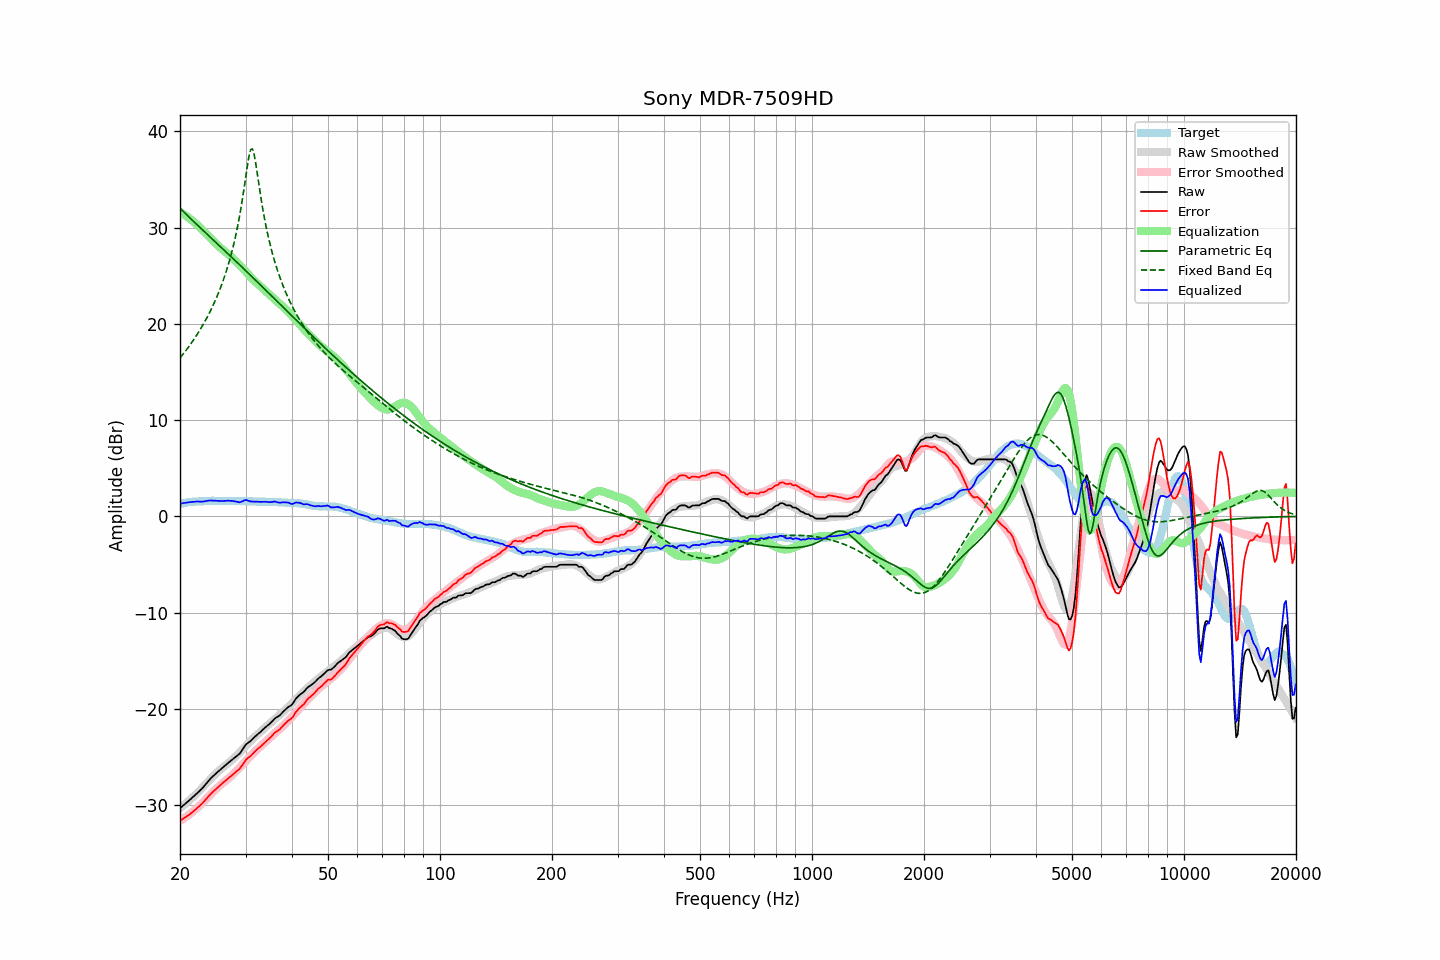 Sony MDR-7509HD
Amplitude (dBr)
40
30
20
10
0
−10
−20
−30
Target
Raw Smoothed
Error Smoothed
Raw
Error
Equalization
Parametric Eq
Fixed Band Eq
Equalized
20 50 100 200 500 1000 2000 5000 10000 20000
Frequency (Hz)